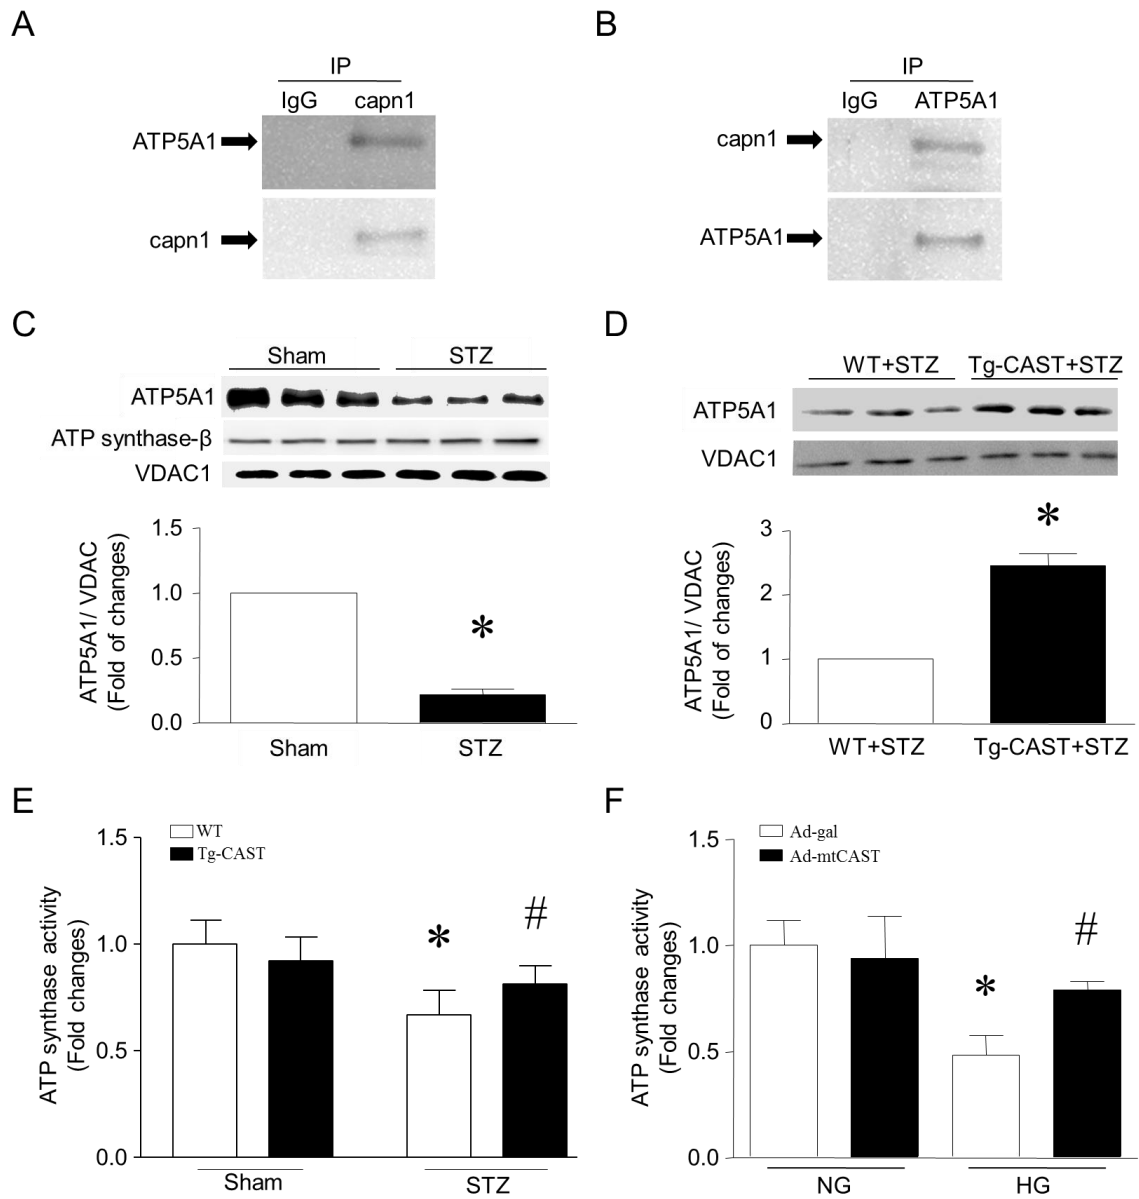 A
IP
IgG capn1
ATP5A1
capn1
B
IP
IgG ATP5A1
capn1
ATP5A1
C
Sham STZ
ATP5A1
ATP synthase-β
VDAC1
ATP5A1/ VDAC
(Fold of changes)
1.5
1.0
0.5
0.0
*
Sham STZ
D
WT+STZ Tg-CAST+STZ
ATP5A1
VDAC1
ATP5A1/ VDAC
(Fold of changes)
3
2
1
0
*
WT+STZ Tg-CAST+STZ
E
WT
Tg-CAST
ATP synthase activity
(Fold changes)
1.5
1.0
0.5
0.0
* #
Sham STZ
F
Ad-gal
Ad-mtCAST
ATP synthase activity
(Fold changes)
1.5
1.0
0.5
0.0
* #
NG HG